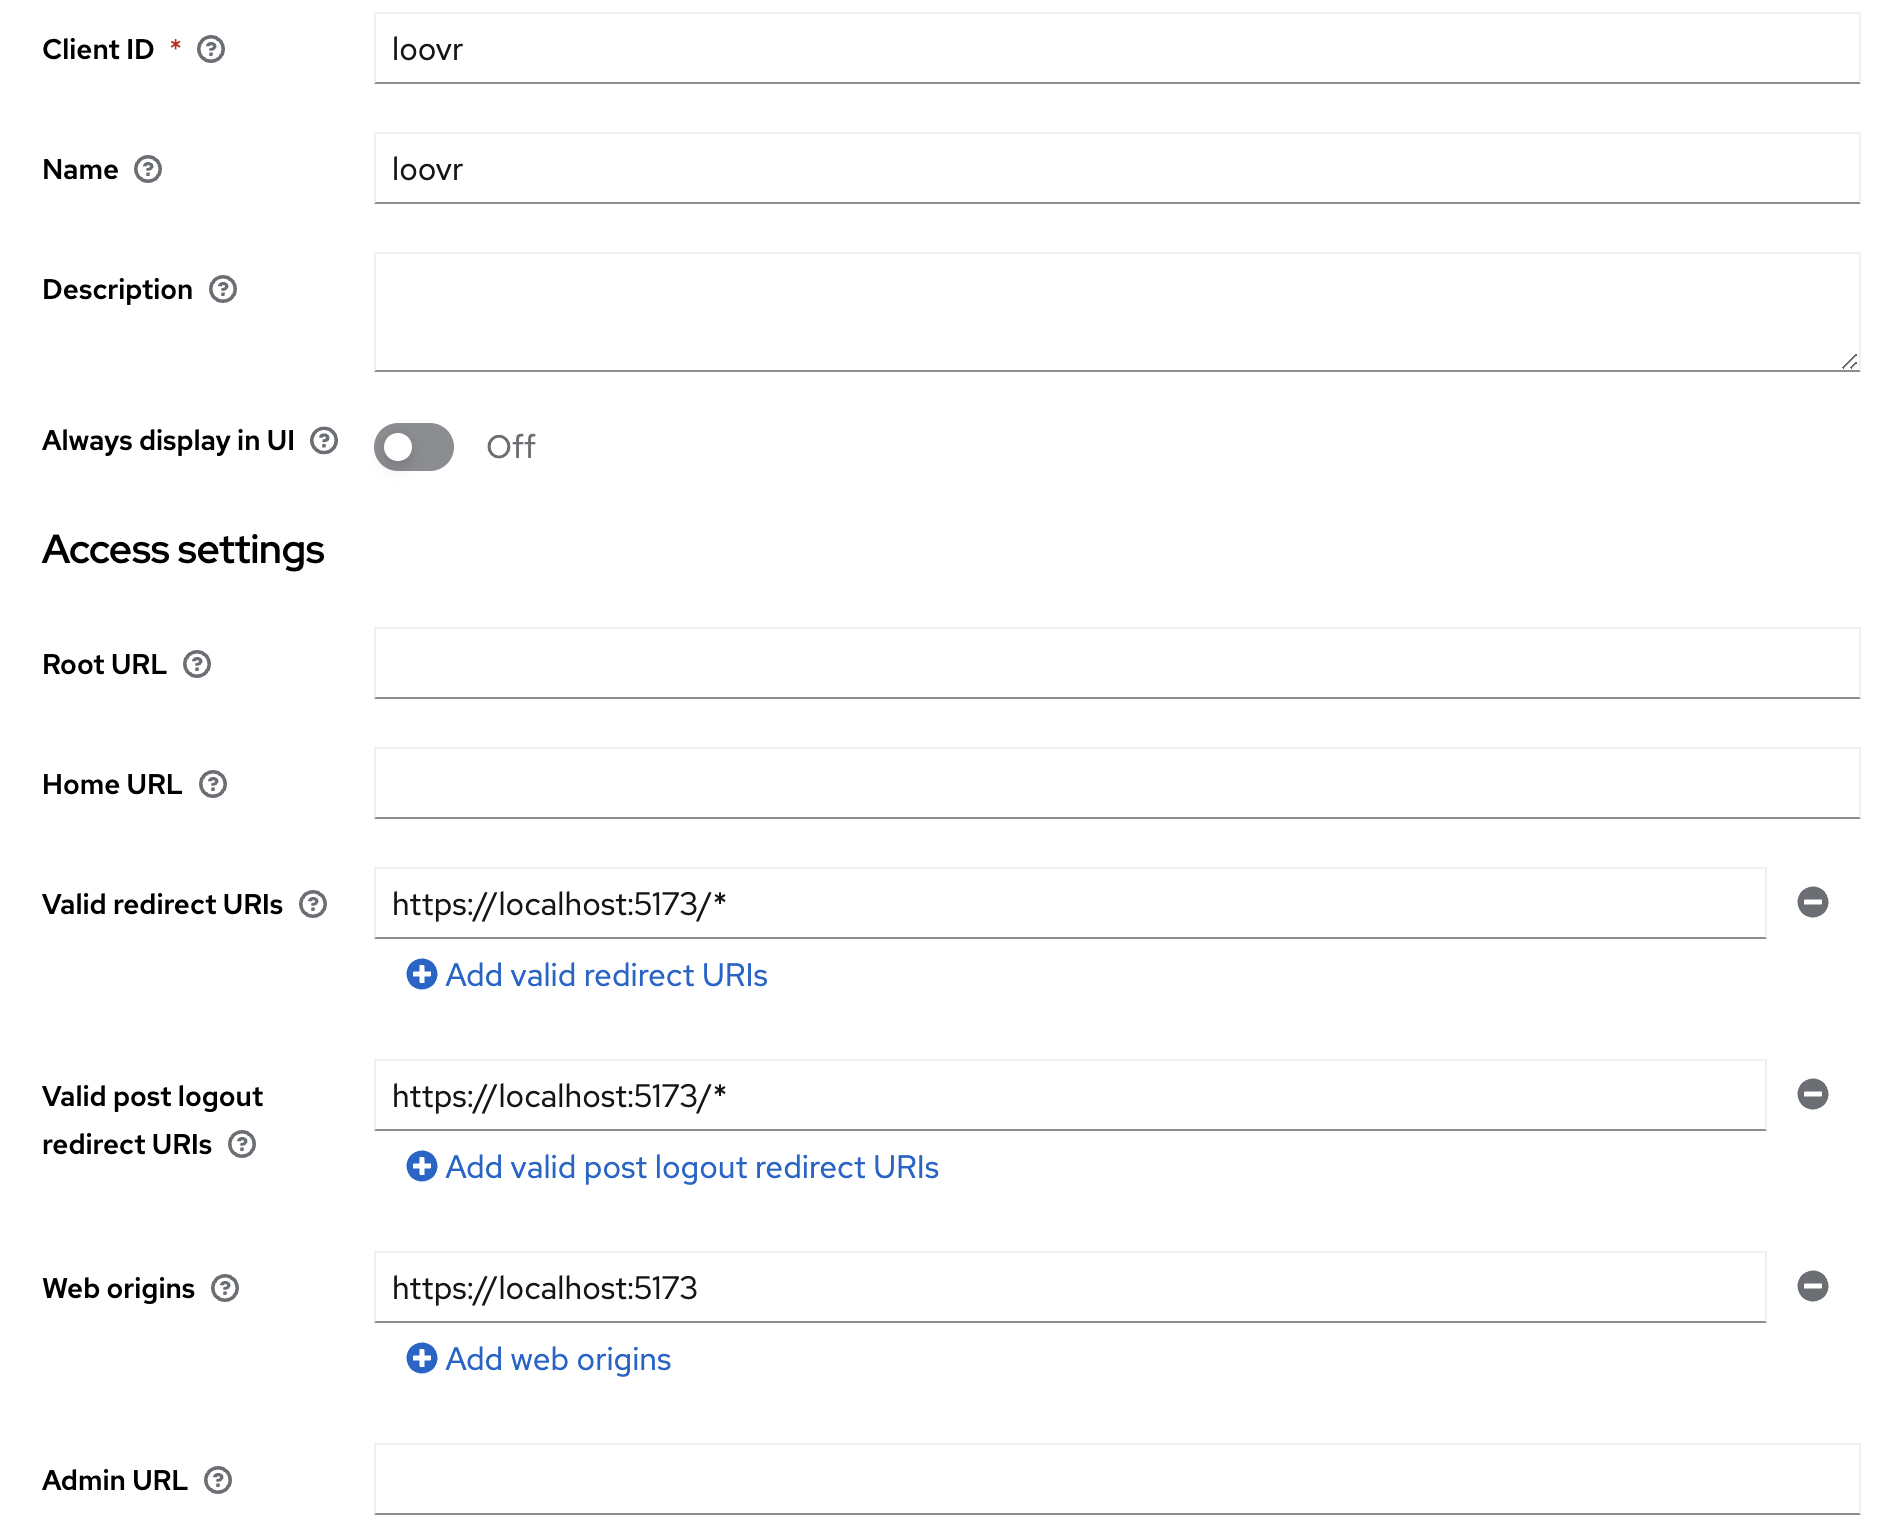 Client ID * loovr
Name loovr
Description
Always display in UI Off
Access settings
Root URL
Home URL
Valid redirect URIs https://localhost:5173/*
Add valid redirect URIs
Valid post logout redirect URIs https://localhost:5173/*
Add valid post logout redirect URIs
Web origins https://localhost:5173
Add web origins
Admin URL